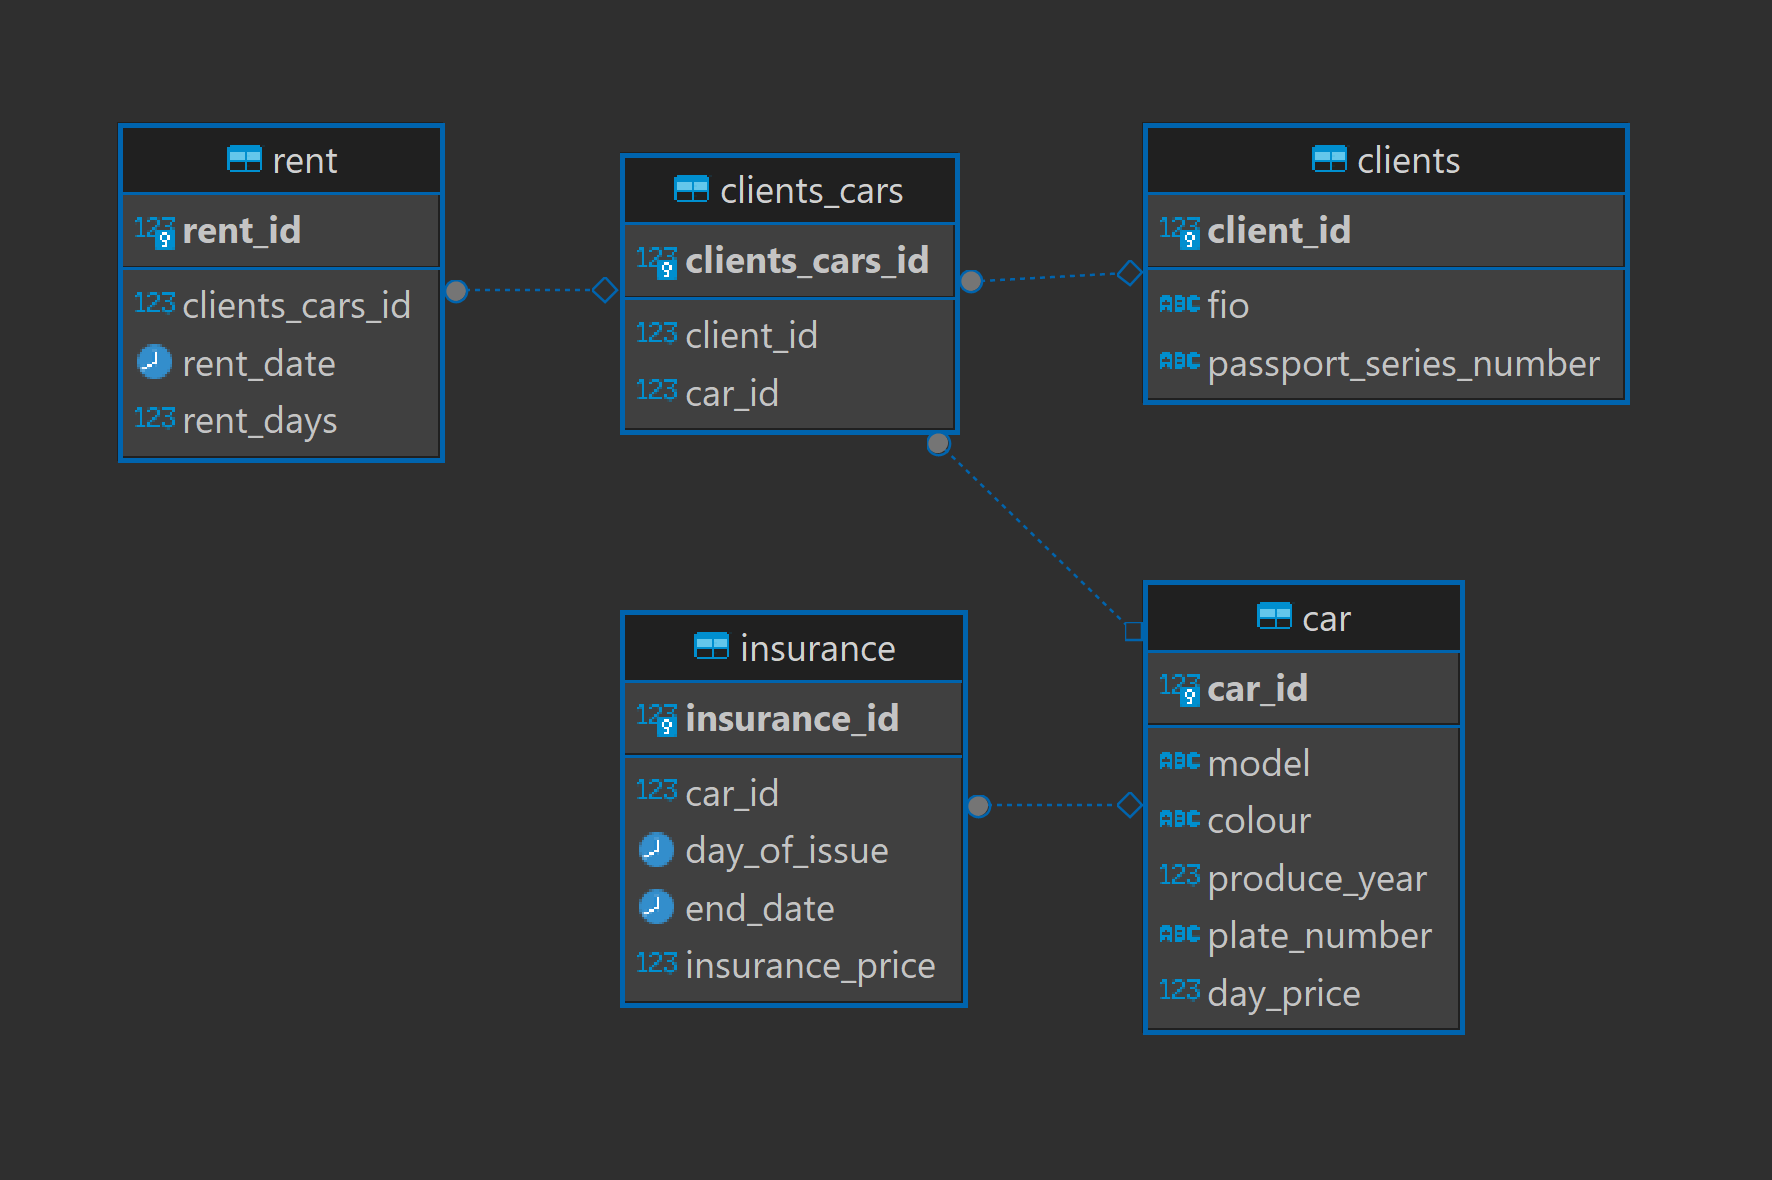 rent
123 rent_id
123 clients_cars_id
rent_date
123 rent_days
clients_cars
123 clients_cars_id
123 client_id
123 car_id
clients
123 client_id
ABC fio
ABC passport_series_number
insurance
123 insurance_id
123 car_id
day_of_issue
end_date
123 insurance_price
car
123 car_id
ABC model
ABC colour
123 produce_year
ABC plate_number
123 day_price